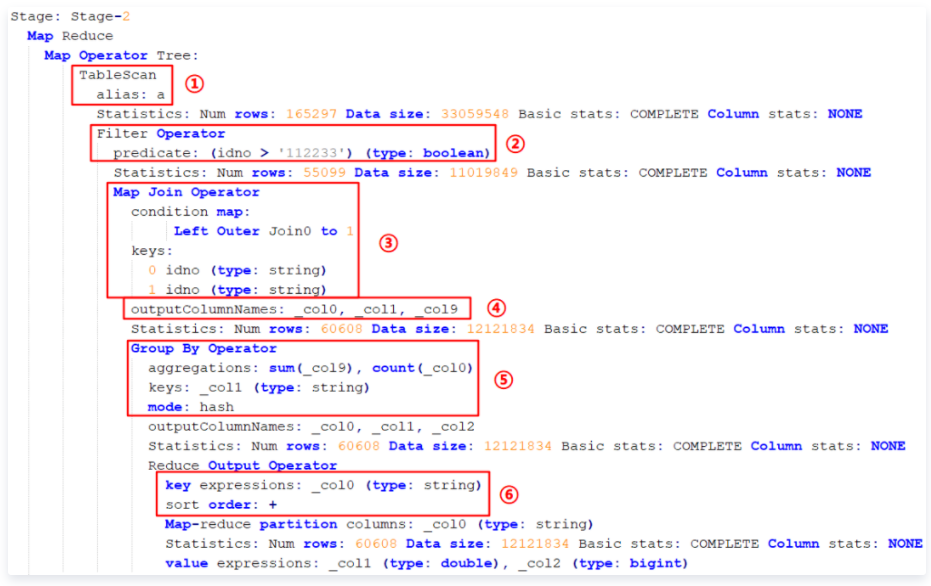 Stage: Stage-2
Map Reduce
Map Operator Tree:
TableScan ①
alias: a
Statistics: Num rows: 165297 Data size: 33059548 Basic stats: COMPLETE Column stats: NONE
Filter Operator ②
predicate: (idno > '112233') (type: boolean)
Statistics: Num rows: 55099 Data size: 11019849 Basic stats: COMPLETE Column stats: NONE
Map Join Operator
condition map:
Left Outer Join0 to 1 ③
keys:
0 idno (type: string)
1 idno (type: string)
outputColumnNames: _col0, _col1, _col9 ④
Statistics: Num rows: 60608 Data size: 12121834 Basic stats: COMPLETE Column stats: NONE
Group By Operator
aggregations: sum(_col9), count(_col0) ⑤
keys: _col1 (type: string)
mode: hash
outputColumnNames: _col0, _col1, _col2
Statistics: Num rows: 60608 Data size: 12121834 Basic stats: COMPLETE Column stats: NONE
Reduce Output Operator
key expressions: _col0 (type: string) ⑥
sort order: +
Map-reduce partition columns: _col0 (type: string)
Statistics: Num rows: 60608 Data size: 12121834 Basic stats: COMPLETE Column stats: NONE
value expressions: _col1 (type: double), _col2 (type: bigint)